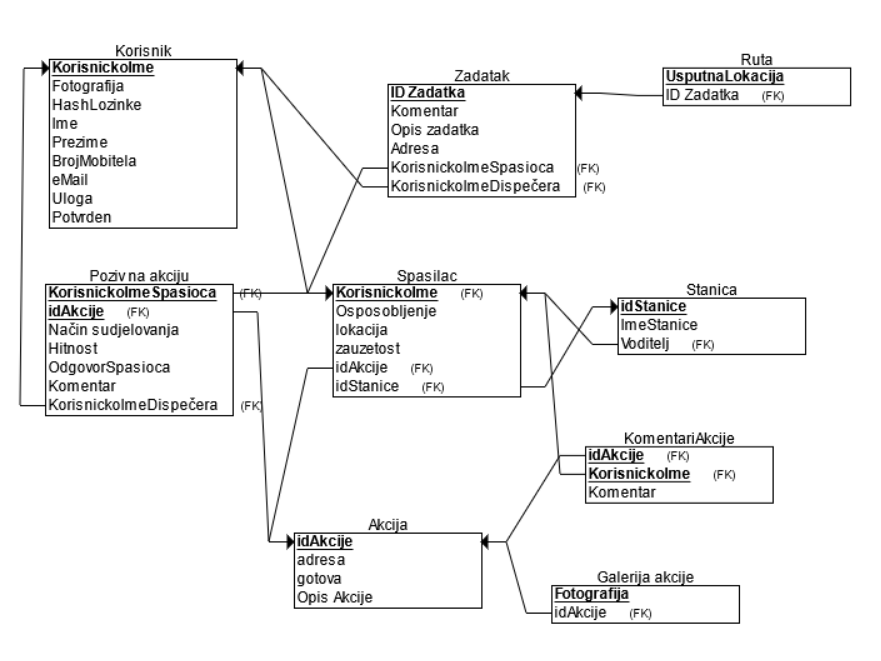 Korisnik
KorisnickoIme
Fotografija
HashLozinke
Ime
Prezime
BrojMobitela
eMail
Uloga
Potvrden
Zadatak
ID Zadatka
Komentar
Opis zadatka
Adresa
KorisnickoImeSpasioca (FK)
KorisnickoImeDispečera (FK)
Ruta
UsputnaLokacija
ID Zadatka (FK)
Poziv na akciju
KorisnickoImeSpasioca (FK)
idAkcije (FK)
Način sudjelovanja
Hitnost
OdgovorSpasioca
Komentar
KorisnickoImeDispečera (FK)
Spasilac
KorisnickoIme (FK)
Osposobljenje
lokacija
zauzetost
idAkcije (FK)
idStanice (FK)
Stanica
idStanice
ImeStanice
Voditelj (FK)
KomentariAkcije
idAkcije (FK)
KorisnickoIme (FK)
Komentar
Akcija
idAkcije
adresa
gotova
Opis Akcije
Galerija akcije
Fotografija
idAkcije (FK)